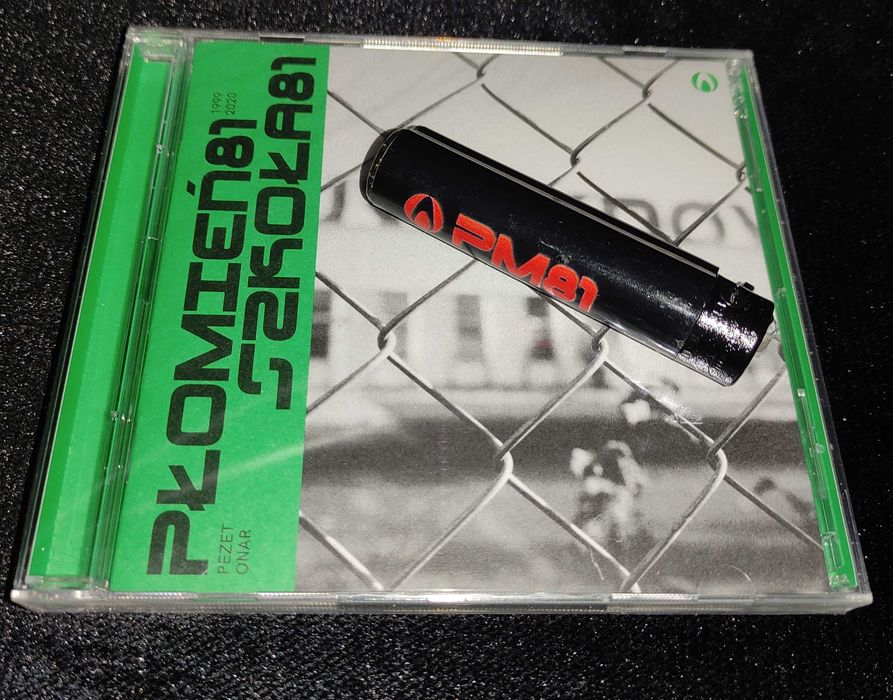 PŁOMIEŃ81
1999
2020
SZKOŁA81
PEZET
ONAR
PM81